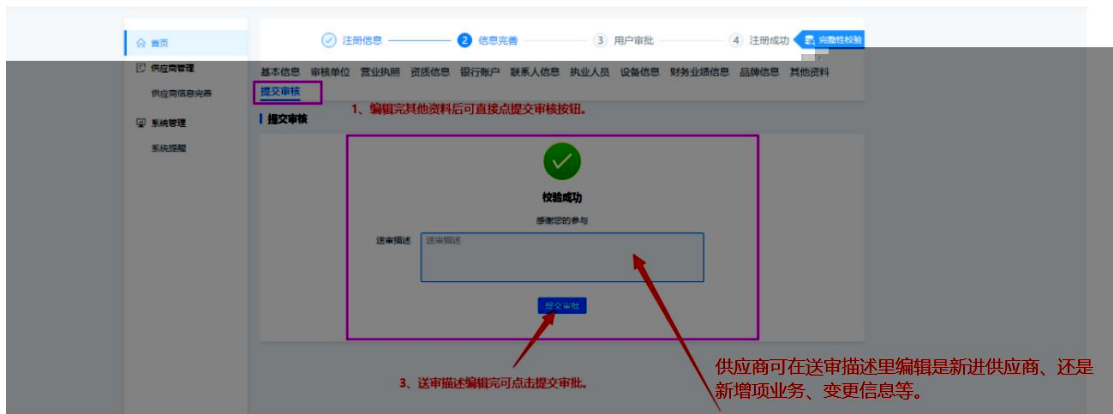 首页
注册信息
2 信息完善
3 用户审批
4 注册成功
完整性校验
供应商管理
供应商信息完善
系统管理
系统提醒
基本信息 审核单位 营业执照 资质信息 银行账户 联系人信息 执业人员 设备信息 财务业绩信息 品牌信息 其他资料
提交审核
1、编辑完其他资料后可直接点提交审核按钮。
提交审核
校验成功
感谢您的参与
送审描述
送审描述
提交审批
3、送审描述编辑完可点击提交审批。
供应商可在送审描述里编辑是新进供应商、还是
新增项业务、变更信息等。